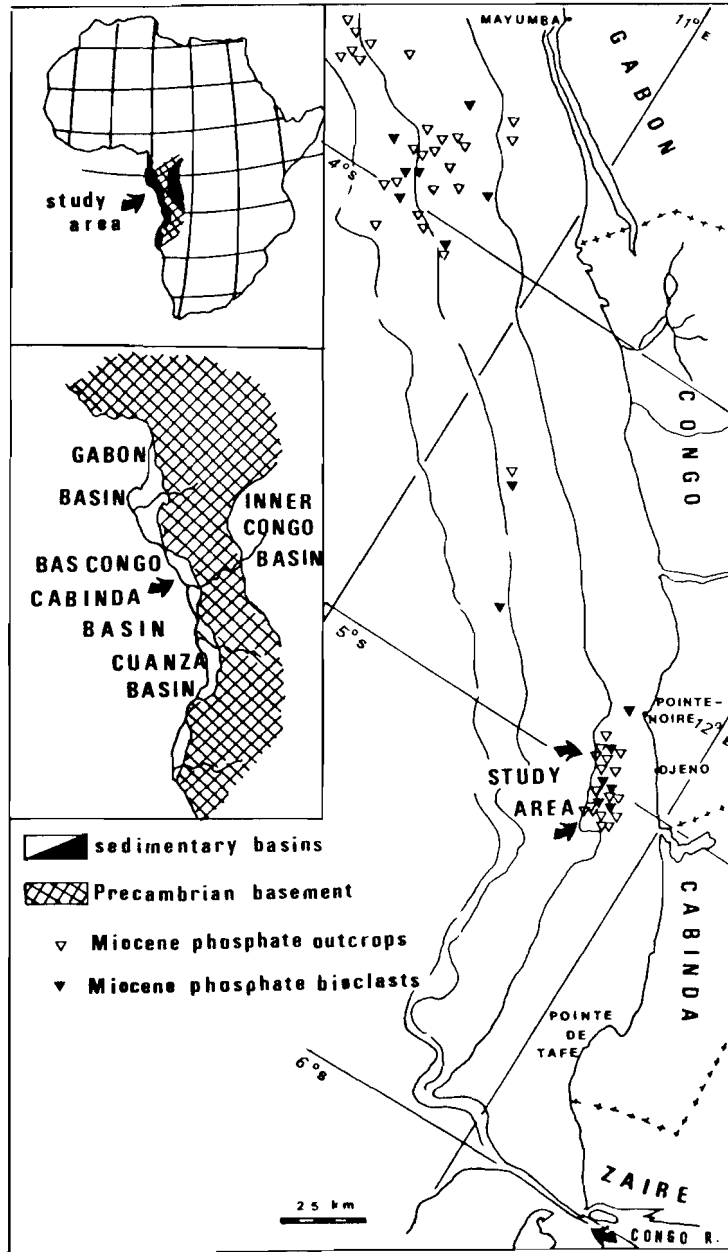 study
area
GABON
BASIN
INNER
CONGO
BASIN
BAS CONGO
CABINDA
BASIN
CUANZA
BASIN
sedimentary basins
Precambrian basement
Miocene phosphate outcrops
Miocene phosphate bioclasts
MAYUMBA
11° E
GABON
4° S
CONGO
5° S
POINTE-
NOIRE
12° E
DJENO
STUDY
AREA
CABINDA
POINTE
DE
TAFE
6° S
ZAIRE
25 km
CONGO R.